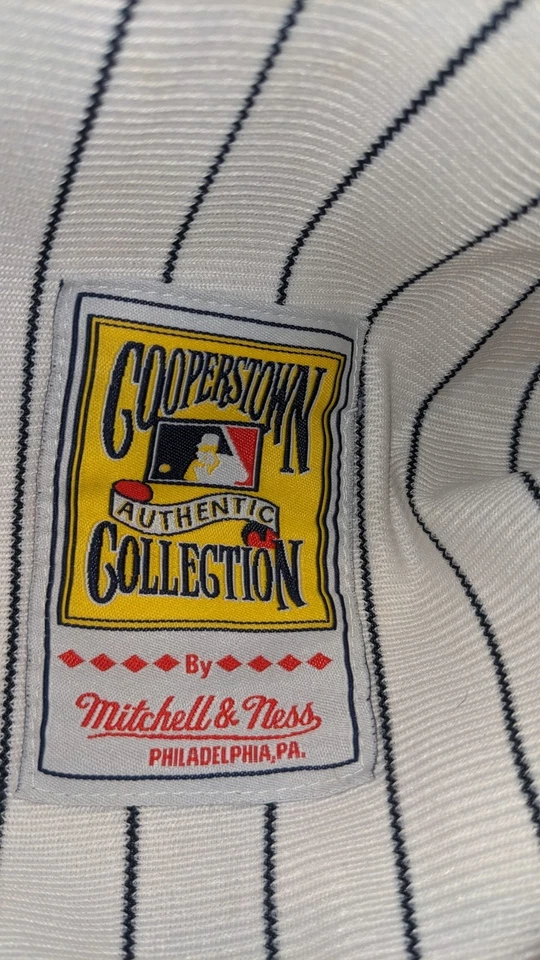 COOPERSTOWN
AUTHENTIC
COLLECTION
By
Mitchell & Ness
PHILADELPHIA, PA.